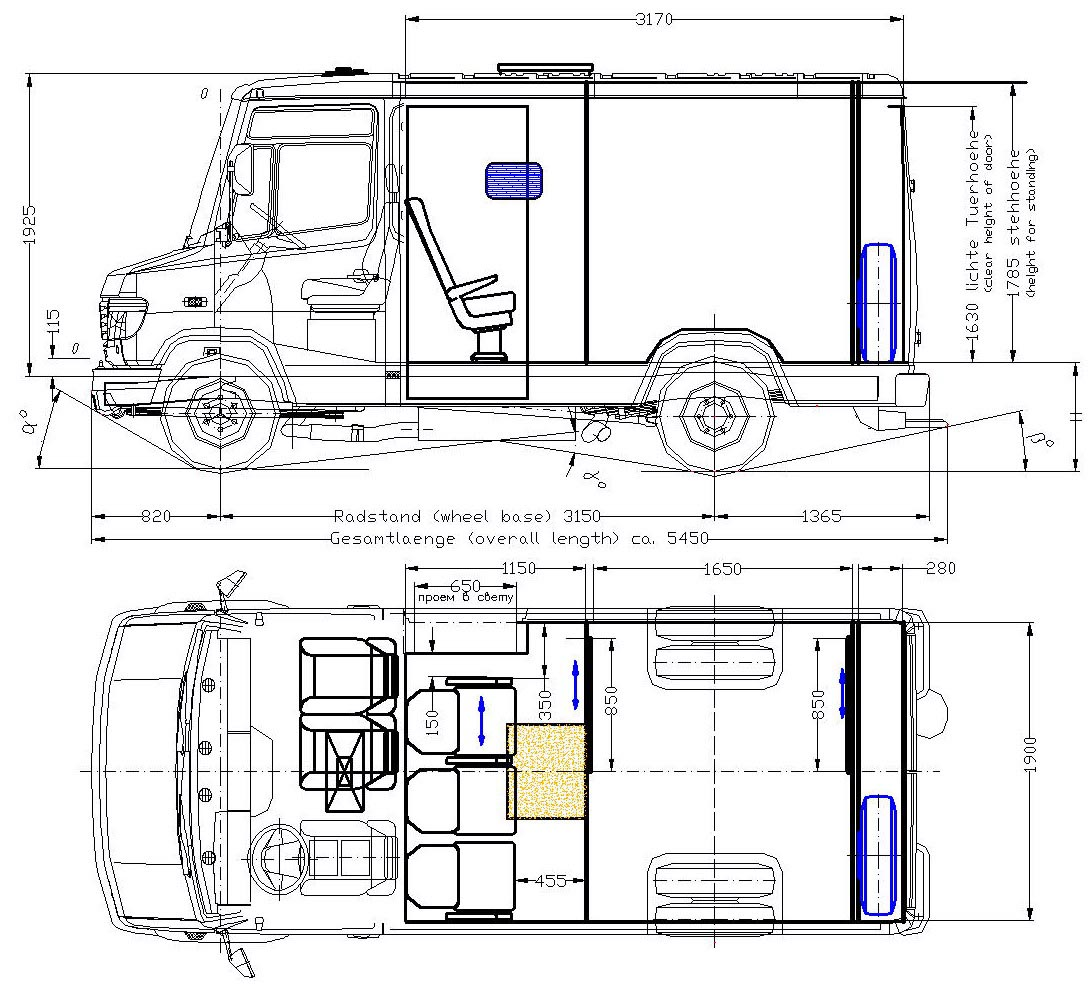 3170
0
1925
115
0
1630 lichte Tuerhoehe
(clear height of door)
1785 stehhoehe
(height for standing)
α°
α°
β°
H
820
Radstand (wheel base) 3150
1365
Gesamtlaenge (overall length) ca. 5450
1150
1650
280
650
проем в свету
150
350
850
850
1900
455